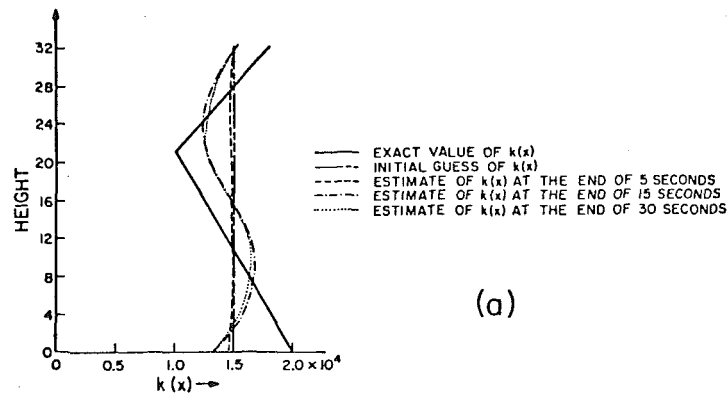 32
28
24
20
16
12
8
4
0
HEIGHT
0 0.5 1.0 1.5 2.0 × 10⁴
k (x) →
EXACT VALUE OF k(x)
INITIAL GUESS OF k(x)
ESTIMATE OF k(x) AT THE END OF 5 SECONDS
ESTIMATE OF k(x) AT THE END OF 15 SECONDS
ESTIMATE OF k(x) AT THE END OF 30 SECONDS
(a)